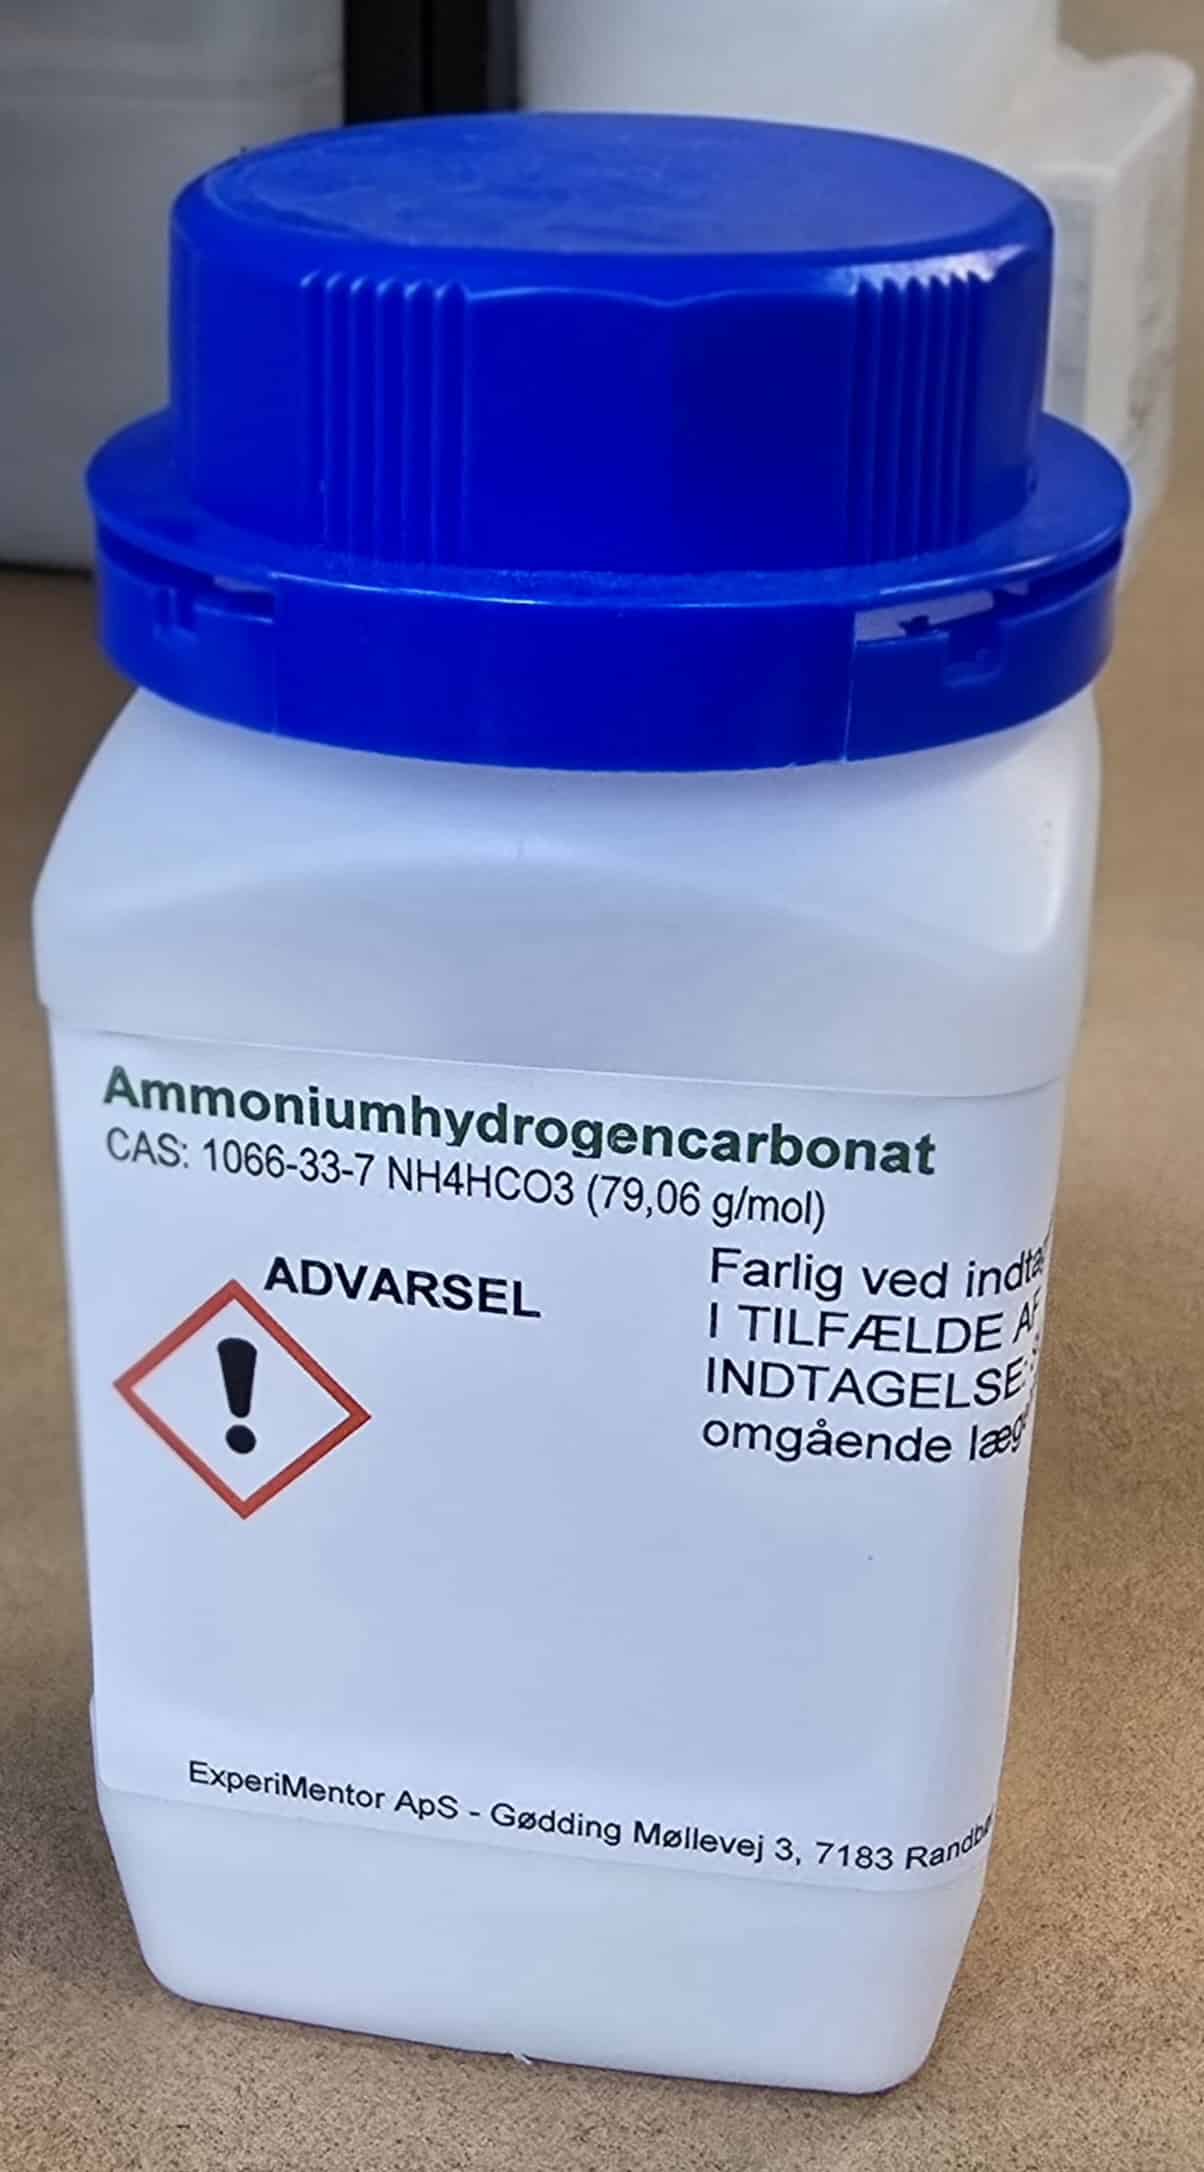 Ammoniumhydrogencarbonat
CAS: 1066-33-7 NH4HCO3 (79,06 g/mol)
ADVARSEL
Farlig ved
I TILFÆLDE AF
INDTAGELSE:
omgående
ExperiMentor ApS - Gødding Møllevej 3, 7183